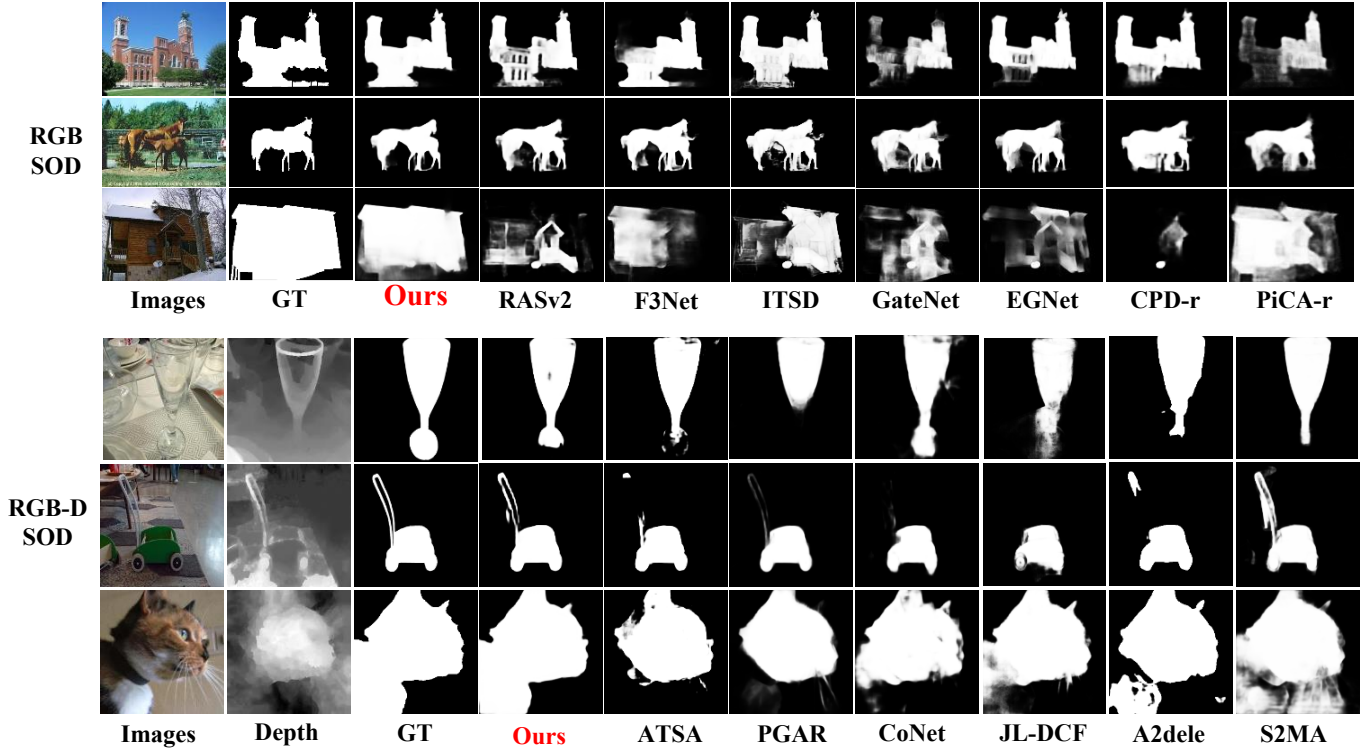 RGB
SOD
Images GT Ours RASv2 F3Net ITSD GateNet EGNet CPD-r PiCA-r
RGB-D
SOD
Images Depth GT Ours ATSA PGAR CoNet JL-DCF A2dele S2MA